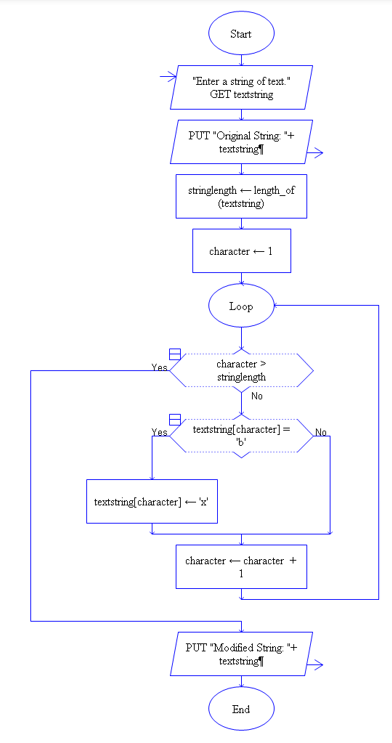 Start
"Enter a string of text."
GET textstring
PUT "Original String: "+
textstring¶
stringlength ← length_of
(textstring)
character ← 1
Loop
character >
stringlength
Yes
No
textstring[character] =
'b'
Yes
No
textstring[character] ← 'x'
character ← character +
1
PUT "Modified String: "+
textstring¶
End